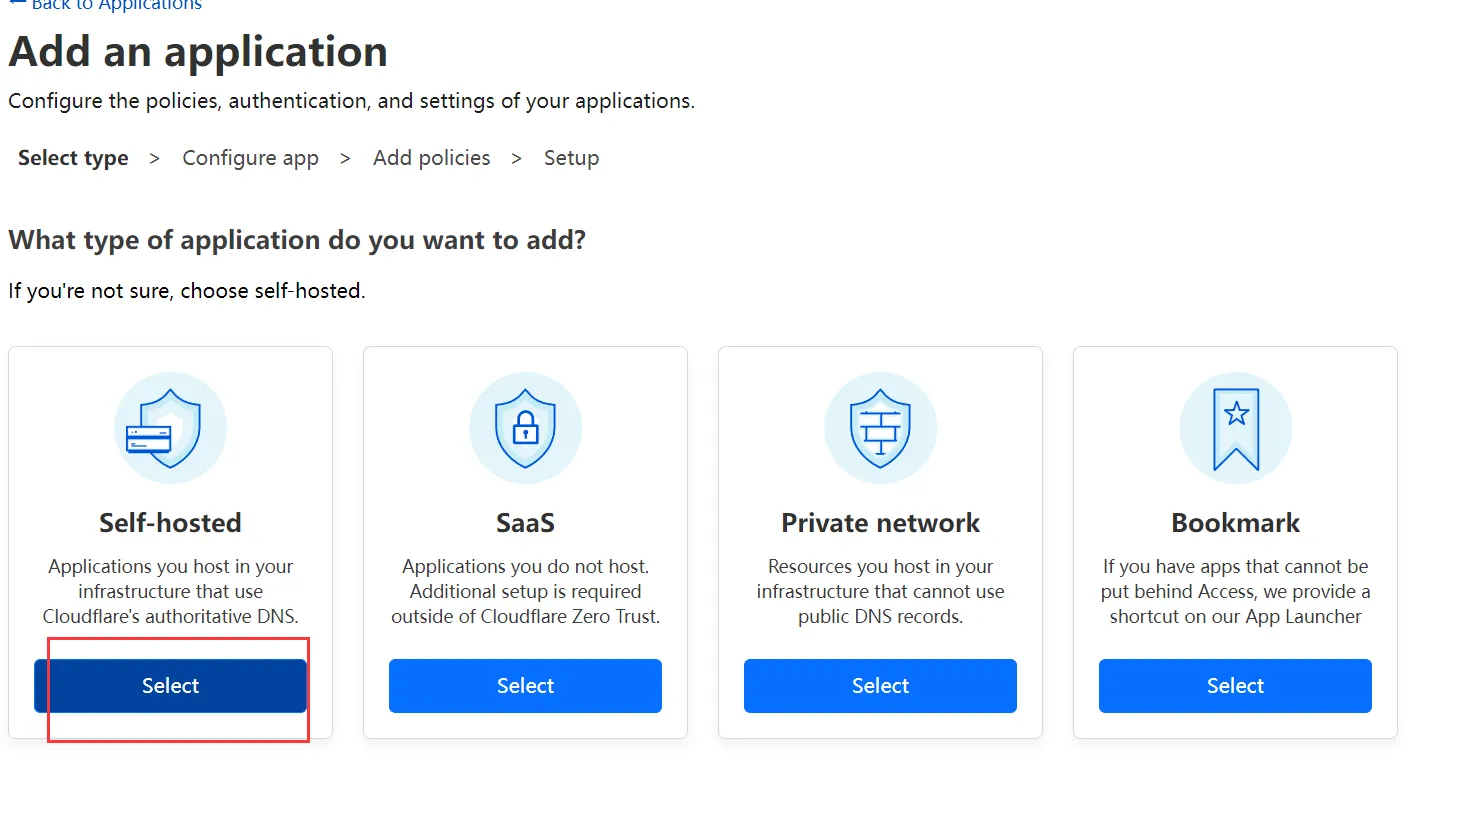 ← Back to Applications
Add an application
Configure the policies, authentication, and settings of your applications.
Select type > Configure app > Add policies > Setup
What type of application do you want to add?
If you're not sure, choose self-hosted.
Self-hosted
Applications you host in your
infrastructure that use
Cloudflare's authoritative DNS.
Select
SaaS
Applications you do not host.
Additional setup is required
outside of Cloudflare Zero Trust.
Select
Private network
Resources you host in your
infrastructure that cannot use
public DNS records.
Select
Bookmark
If you have apps that cannot be
put behind Access, we provide a
shortcut on our App Launcher
Select